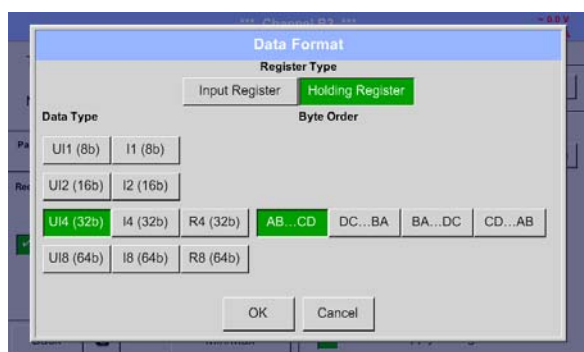 *** Channel B3 ***
Data Format
Register Type
Input Register Holding Register
Data Type Byte Order
UI1 (8b) I1 (8b)
UI2 (16b) I2 (16b)
UI4 (32b) I4 (32b) R4 (32b) AB...CD DC...BA BA...DC CD...AB
UI8 (64b) I8 (64b) R8 (64b)
OK Cancel